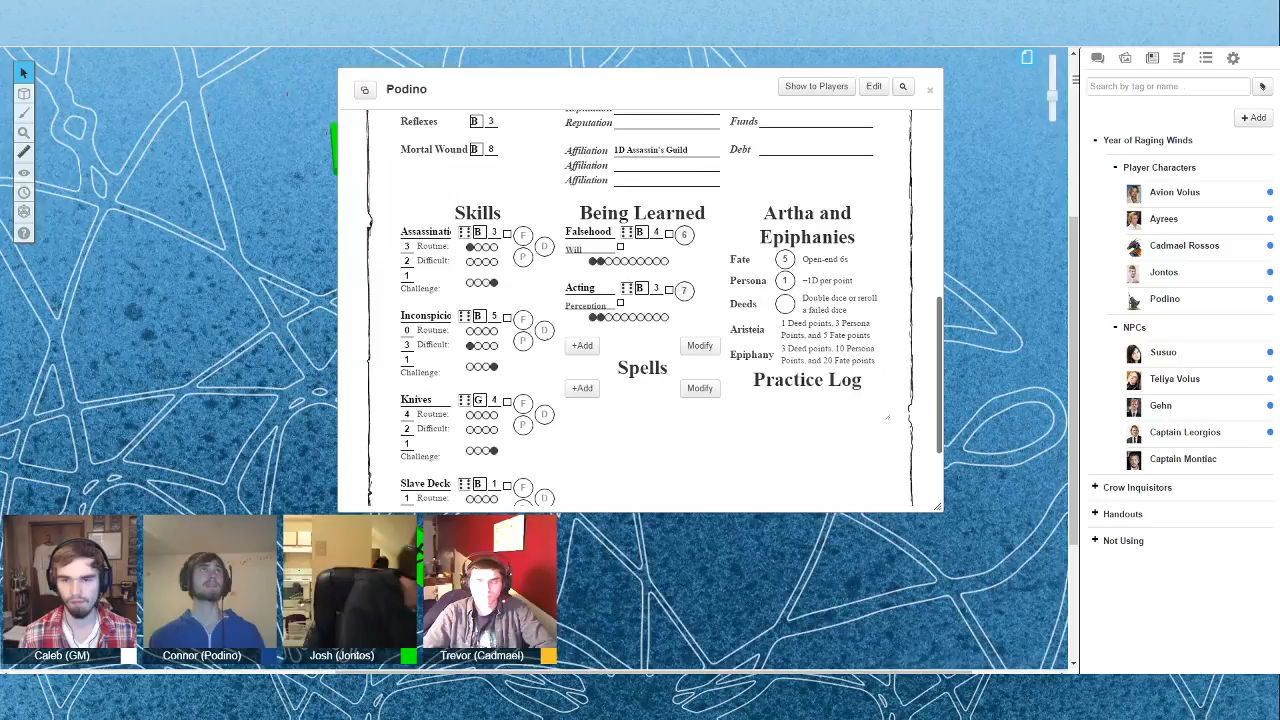 Podino
Show to Players
Edit
×
Reflexes B 3
Mortal Wound B 8
Reputation
Affiliation 1D Assassin's Guild
Affiliation
Affiliation
Funds
Debt
Skills
Assassinatio B 3 F
P D
3 Routine:
2 Difficult:
1
Challenge:
Inconspicio B 5 F
P D
0 Routine:
3 Difficult:
1
Challenge:
Knives G 4 F
P D
4 Routine:
2 Difficult:
1
Challenge:
Slave Deck B 1 F
D
1 Routine:
Being Learned
Falsehood B 4 6
Will
Acting B 3 7
Perception
+Add Modify
Spells
+Add Modify
Artha and
Epiphanies
Fate 5 Open-end 6s
Persona 1 ~1D per point
Deeds Double dice or reroll
a failed dice
Aristeia 1 Deed points, 3 Persona
Points, and 5 Fate points
Epiphany 3 Deed points, 10 Persona
Points, and 20 Fate points
Practice Log
Search by tag or name...
+ Add
Year of Raging Winds
Player Characters
Avion Volus
Ayrees
Cadmael Rossos
Jontos
Podino
NPCs
Susuo
Teliya Volus
Gehn
Captain Leorgios
Captain Montiac
Crow Inquisitors
Handouts
Not Using
Caleb (GM)
Connor (Podino)
Josh (Jontos)
Trevor (Cadmael)